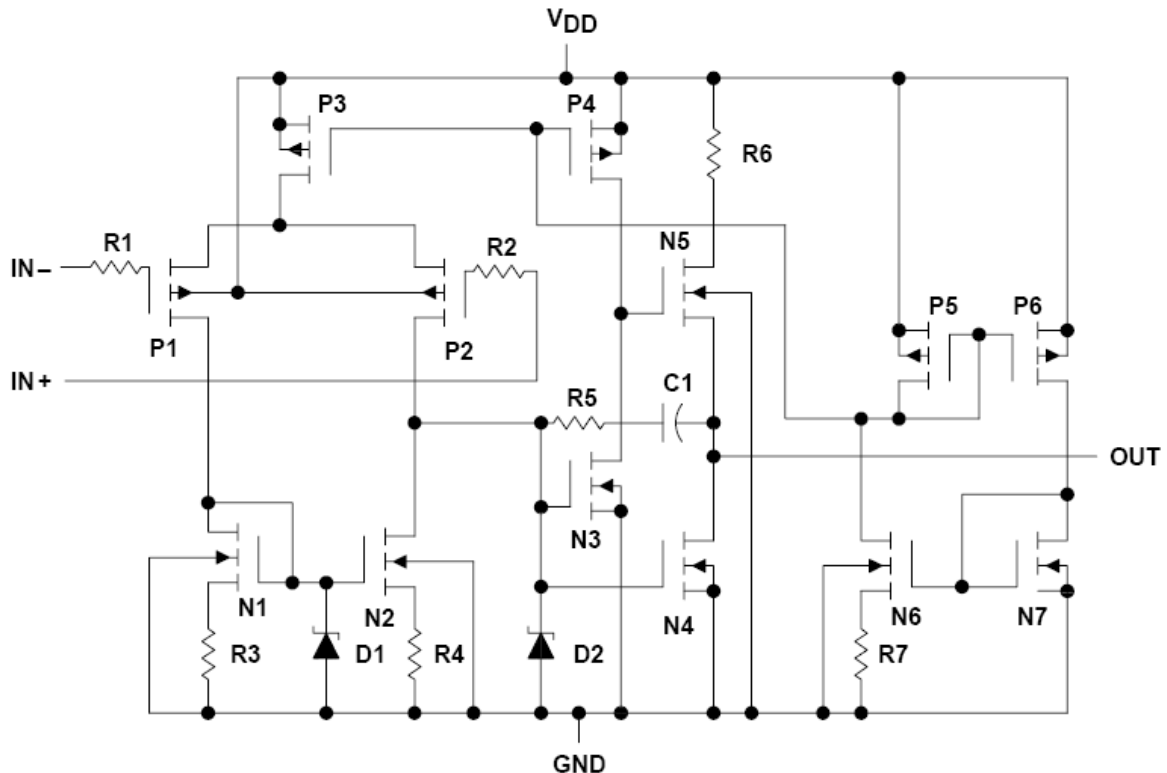 VDD
P3
P4
R6
R1
R2
N5
IN−
P5
P6
P1
P2
IN+
R5
C1
OUT
N3
N1
N2
N4
N6
N7
R3
D1
R4
D2
R7
GND